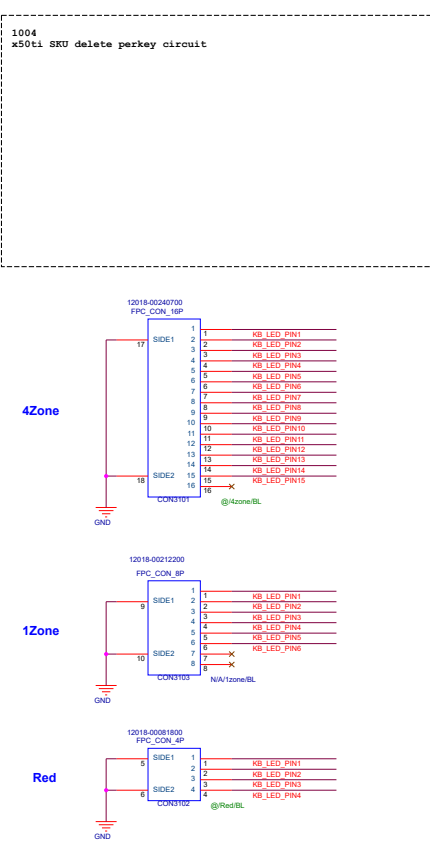 1004
x50ti SKU delete perkey circuit
12018-00240700
FPC_CON_16P
4Zone
17 SIDE1
18 SIDE2
1 1 KB_LED_PIN1
2 2 KB_LED_PIN2
3 3 KB_LED_PIN3
4 4 KB_LED_PIN4
5 5 KB_LED_PIN5
6 6 KB_LED_PIN6
7 7 KB_LED_PIN7
8 8 KB_LED_PIN8
9 9 KB_LED_PIN9
10 10 KB_LED_PIN10
11 11 KB_LED_PIN11
12 12 KB_LED_PIN12
13 13 KB_LED_PIN13
14 14 KB_LED_PIN14
15 15 KB_LED_PIN15
16 16
CON3101
@/4zone/BL
GND
12018-00212200
FPC_CON_8P
1Zone
9 SIDE1
10 SIDE2
1 1 KB_LED_PIN1
2 2 KB_LED_PIN2
3 3 KB_LED_PIN3
4 4 KB_LED_PIN4
5 5 KB_LED_PIN5
6 6 KB_LED_PIN6
7 7
8 8
CON3103
N/A/1zone/BL
GND
12018-00081800
FPC_CON_4P
Red
5 SIDE1
6 SIDE2
1 1 KB_LED_PIN1
2 2 KB_LED_PIN2
3 3 KB_LED_PIN3
4 4 KB_LED_PIN4
CON3102
@/Red/BL
GND